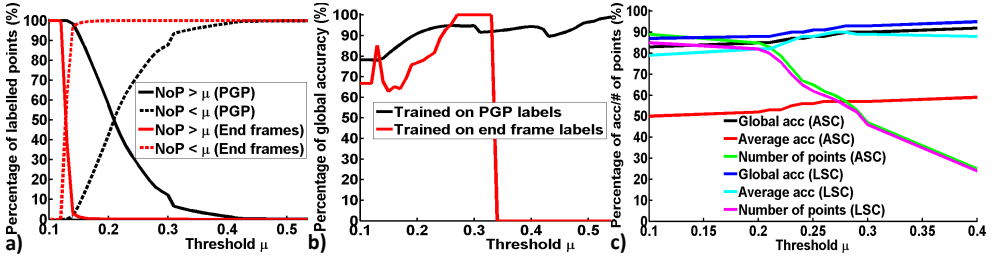 Percentage of labelled points (%)
100
90
80
70
60
50
40
30
20
10
0
NoP > μ (PGP)
NoP < μ (PGP)
NoP > μ (End frames)
NoP < μ (End frames)
0.1
0.2
0.3
0.4
0.5
Threshold μ
a)
Percentage of global accuracy (%)
100
90
80
70
60
50
40
30
20
10
0
Trained on PGP labels
Trained on end frame labels
0.1
0.2
0.3
0.4
0.5
Threshold μ
b)
Percentage of acc/# of points (%)
100
90
80
70
60
50
40
30
20
10
0
Global acc (ASC)
Average acc (ASC)
Number of points (ASC)
Global acc (LSC)
Average acc (LSC)
Number of points (LSC)
0.1
0.15
0.2
0.25
0.3
0.35
0.4
Threshold μ
c)